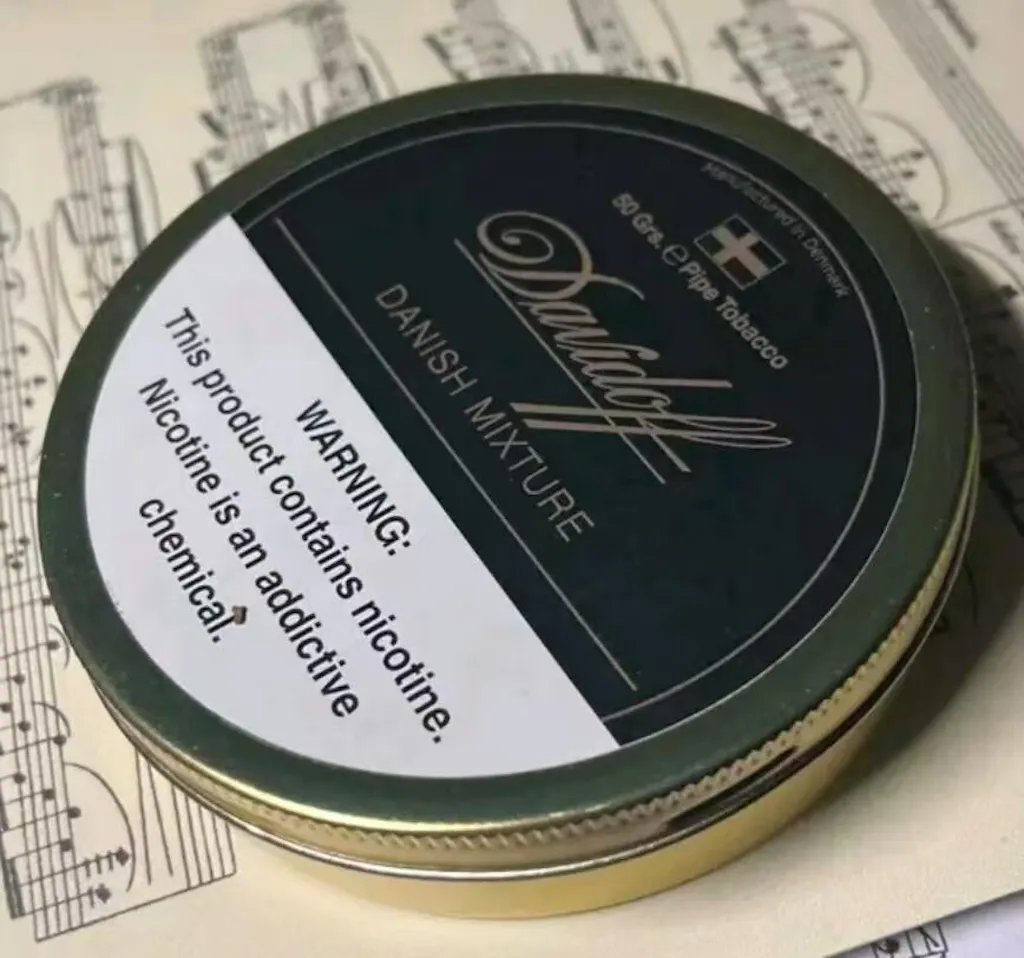 Manufactured in Denmark
50 Grs. ℮ Pipe Tobacco
Davidoff
DANISH MIXTURE
WARNING:
This product contains nicotine.
Nicotine is an addictive
chemical.